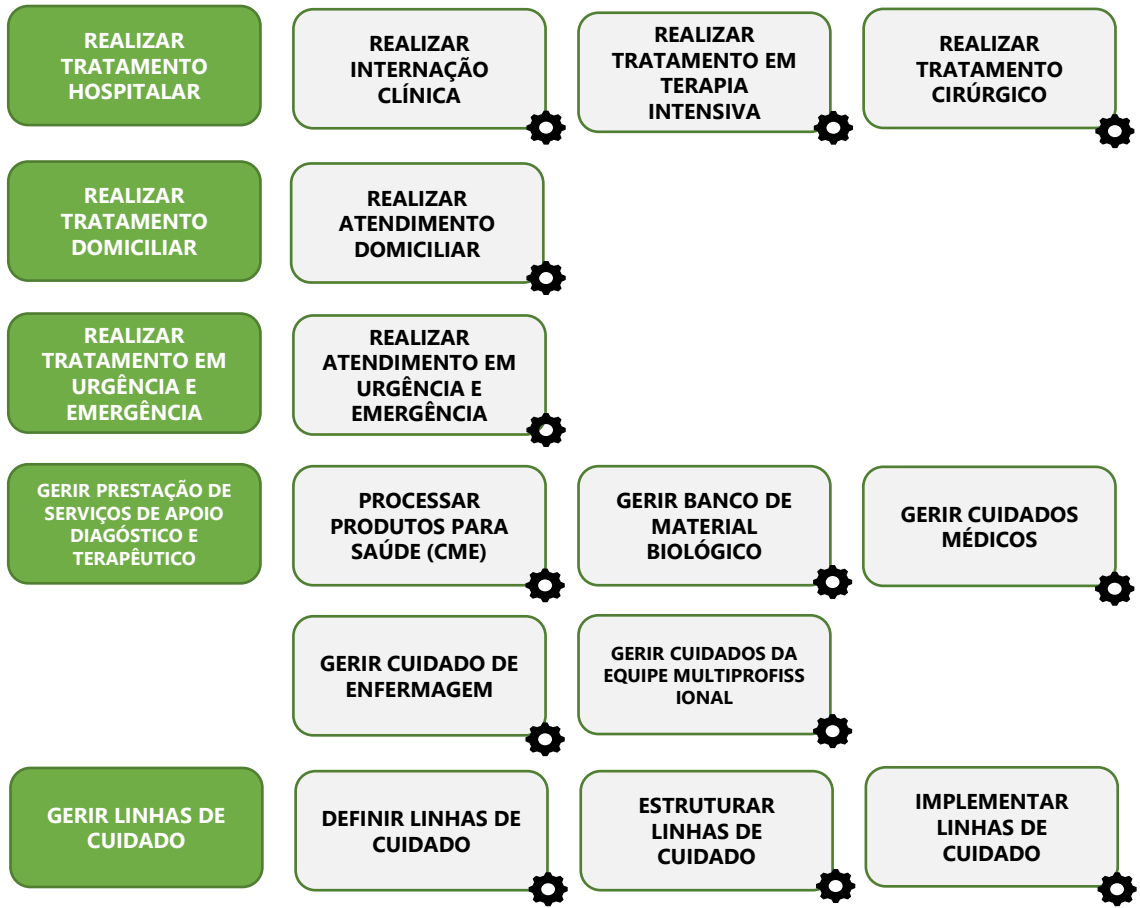 REALIZAR
TRATAMENTO
HOSPITALAR
REALIZAR
INTERNAÇÃO
CLÍNICA
REALIZAR
TRATAMENTO EM
TERAPIA
INTENSIVA
REALIZAR
TRATAMENTO
CIRÚRGICO
REALIZAR
TRATAMENTO
DOMICILIAR
REALIZAR
ATENDIMENTO
DOMICILIAR
REALIZAR
TRATAMENTO EM
URGÊNCIA E
EMERGÊNCIA
REALIZAR
ATENDIMENTO EM
URGÊNCIA E
EMERGÊNCIA
GERIR PRESTAÇÃO DE
SERVIÇOS DE APOIO
DIAGÓSTICO E
TERAPÊUTICO
PROCESSAR
PRODUTOS PARA
SAÚDE (CME)
GERIR BANCO DE
MATERIAL
BIOLÓGICO
GERIR CUIDADOS
MÉDICOS
GERIR CUIDADO DE
ENFERMAGEM
GERIR CUIDADOS DA
EQUIPE MULTIPROFISS
IONAL
GERIR LINHAS DE
CUIDADO
DEFINIR LINHAS DE
CUIDADO
ESTRUTURAR
LINHAS DE
CUIDADO
IMPLEMENTAR
LINHAS DE
CUIDADO